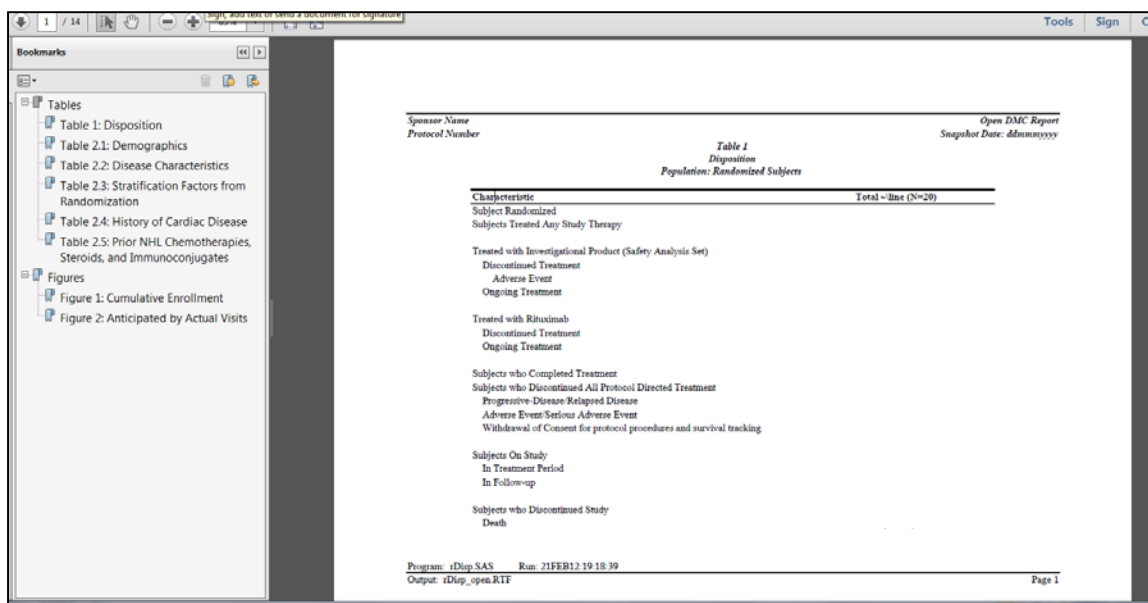 Sign, add text or send a document for signature
1 / 14
Tools Sign
Bookmarks
Tables
Table 1: Disposition
Table 2.1: Demographics
Table 2.2: Disease Characteristics
Table 2.3: Stratification Factors from
Randomization
Table 2.4: History of Cardiac Disease
Table 2.5: Prior NHL Chemotherapies,
Steroids, and Immunoconjugates
Figures
Figure 1: Cumulative Enrollment
Figure 2: Anticipated by Actual Visits
Sponsor Name Open DMC Report
Protocol Number Snapshot Date: ddmmmyyyy
Table 1
Disposition
Population: Randomized Subjects
Characteristic Total ~\line (N=20)
Subject Randomized
Subjects Treated Any Study Therapy
Treated with Investigational Product (Safety Analysis Set)
Discontinued Treatment
Adverse Event
Ongoing Treatment
Treated with Rituximab
Discontinued Treatment
Ongoing Treatment
Subjects who Completed Treatment
Subjects who Discontinued All Protocol Directed Treatment
Progressive-Disease/Relapsed Disease
Adverse Event/Serious Adverse Event
Withdrawal of Consent for protocol procedures and survival tracking
Subjects On Study
In Treatment Period
In Follow-up
Subjects who Discontinued Study
Death
Program: rDisp.SAS Run: 21FEB12:19:18:39
Output: rDisp_open.RTF Page 1